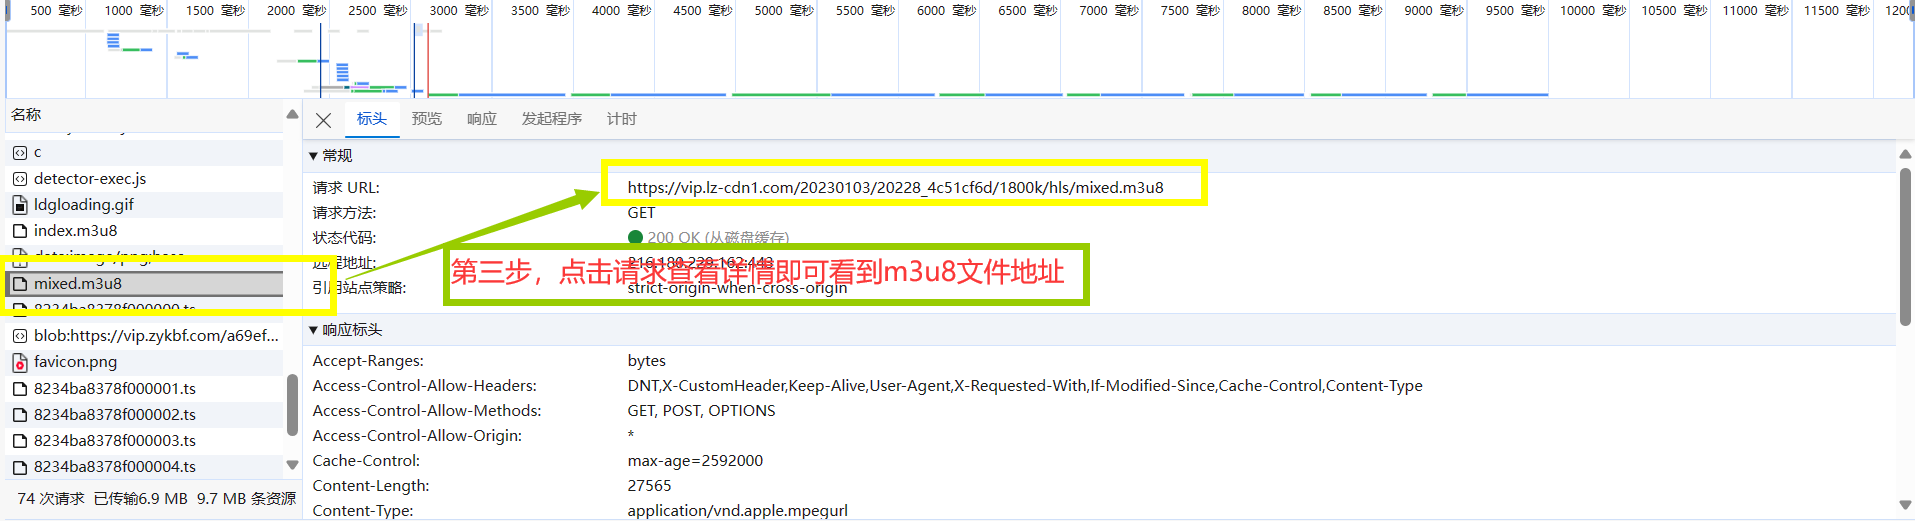 500 毫秒 1000 毫秒 1500 毫秒 2000 毫秒 2500 毫秒 3000 毫秒 3500 毫秒 4000 毫秒 4500 毫秒 5000 毫秒 5500 毫秒 6000 毫秒 6500 毫秒 7000 毫秒 7500 毫秒 8000 毫秒 8500 毫秒 9000 毫秒 9500 毫秒 10000 毫秒 10500 毫秒 11000 毫秒 11500 毫秒
名称
c
detector-exec.js
ldgloading.gif
index.m3u8
mixed.m3u8
8234ba8378f000000.ts
blob:https://vip.zykbf.com/a69ef...
favicon.png
8234ba8378f000001.ts
8234ba8378f000002.ts
8234ba8378f000003.ts
8234ba8378f000004.ts
74 次请求 已传输6.9 MB 9.7 MB 条资源
标头 预览 响应 发起程序 计时
常规
请求 URL: https://vip.lz-cdn1.com/20230103/20228_4c51cf6d/1800k/hls/mixed.m3u8
请求方法: GET
状态代码: 200 OK (从磁盘缓存)
远程地址: 216.180.229.162:443
第三步，点击请求查看详情即可看到m3u8文件地址
引用站点策略: strict-origin-when-cross-origin
响应标头
Accept-Ranges: bytes
Access-Control-Allow-Headers: DNT,X-CustomHeader,Keep-Alive,User-Agent,X-Requested-With,If-Modified-Since,Cache-Control,Content-Type
Access-Control-Allow-Methods: GET, POST, OPTIONS
Access-Control-Allow-Origin: *
Cache-Control: max-age=2592000
Content-Length: 27565
Content-Type: application/vnd.apple.mpegurl